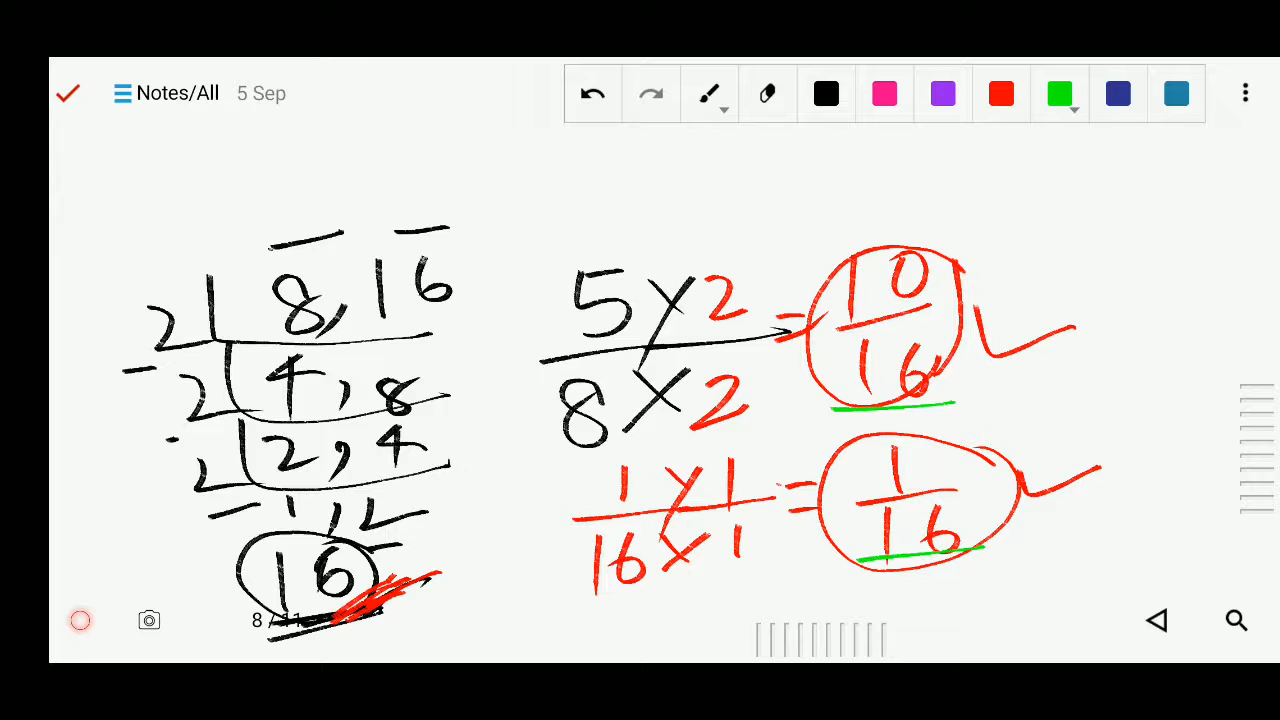 Notes/All 5 Sep
2 8, 16
2 4, 8
2 2, 4
1, 2
16
5 × 2 = 10
8 × 2 16
1 × 1 = 1
16 × 1 16
8 / 11